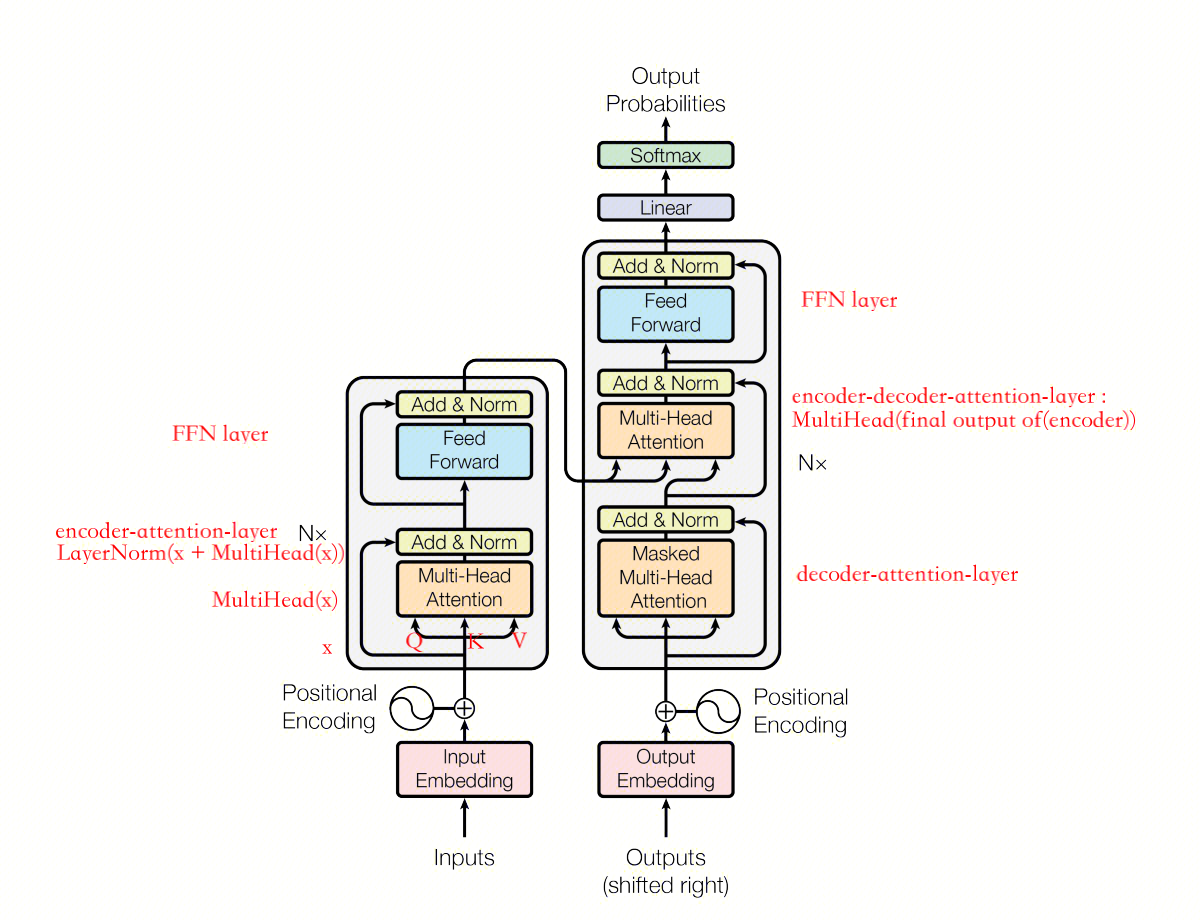 Output
Probabilities
Softmax
Linear
Add & Norm
Feed
Forward
FFN layer
Add & Norm
Multi-Head
Attention
encoder-decoder-attention-layer :
MultiHead(final output of(encoder))
N×
Add & Norm
Masked
Multi-Head
Attention
decoder-attention-layer
Add & Norm
Feed
Forward
FFN layer
encoder-attention-layer
N×
LayerNorm(x + MultiHead(x))
Add & Norm
Multi-Head
Attention
MultiHead(x)
Q K V
x
Positional
Encoding
Positional
Encoding
Input
Embedding
Output
Embedding
Inputs
Outputs
(shifted right)